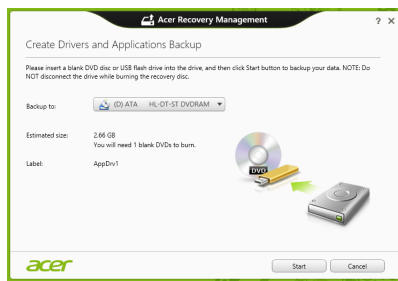 Acer Recovery Management
? X
Create Drivers and Applications Backup
Please insert a blank DVD disc or USB flash drive into the drive, and then click Start button to backup your data. NOTE: Do
NOT disconnect the drive while burning the recovery disc.
Backup to: (D) ATA HL-DT-ST DVDRAM
Estimated size: 2.66 GB
You will need 1 blank DVDs to burn.
Label: AppDrv1
DVD
acer
Start Cancel